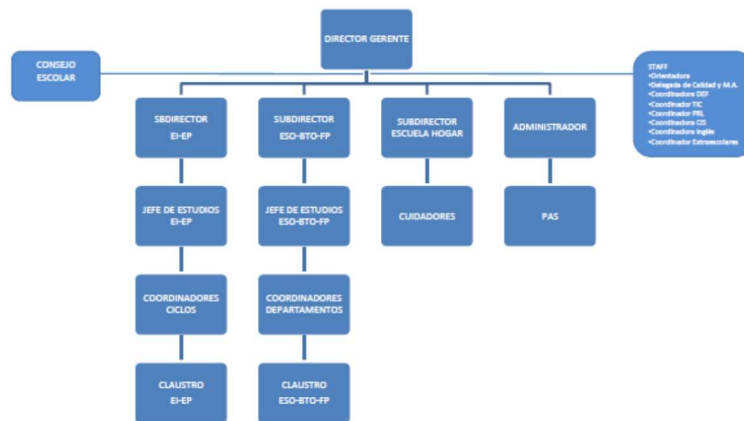 DIRECTOR GERENTE
CONSEJO
ESCOLAR
STAFF
•Orientadora
•Delegada de Calidad y M.A.
•Coordinadora DEF
•Coordinador TIC
•Coordinador PRL
•Coordinadora CIS
•Coordinadora Inglés
•Coordinador Extraescolares
SBDIRECTOR
EI-EP
SUBDIRECTOR
ESO-BTO-FP
SUBDIRECTOR
ESCUELA HOGAR
ADMINISTRADOR
JEFE DE ESTUDIOS
EI-EP
JEFE DE ESTUDIOS
ESO-BTO-FP
CUIDADORES
PAS
COORDINADORES
CICLOS
COORDINADORES
DEPARTAMENTOS
CLAUSTRO
EI-EP
CLAUSTRO
ESO-BTO-FP